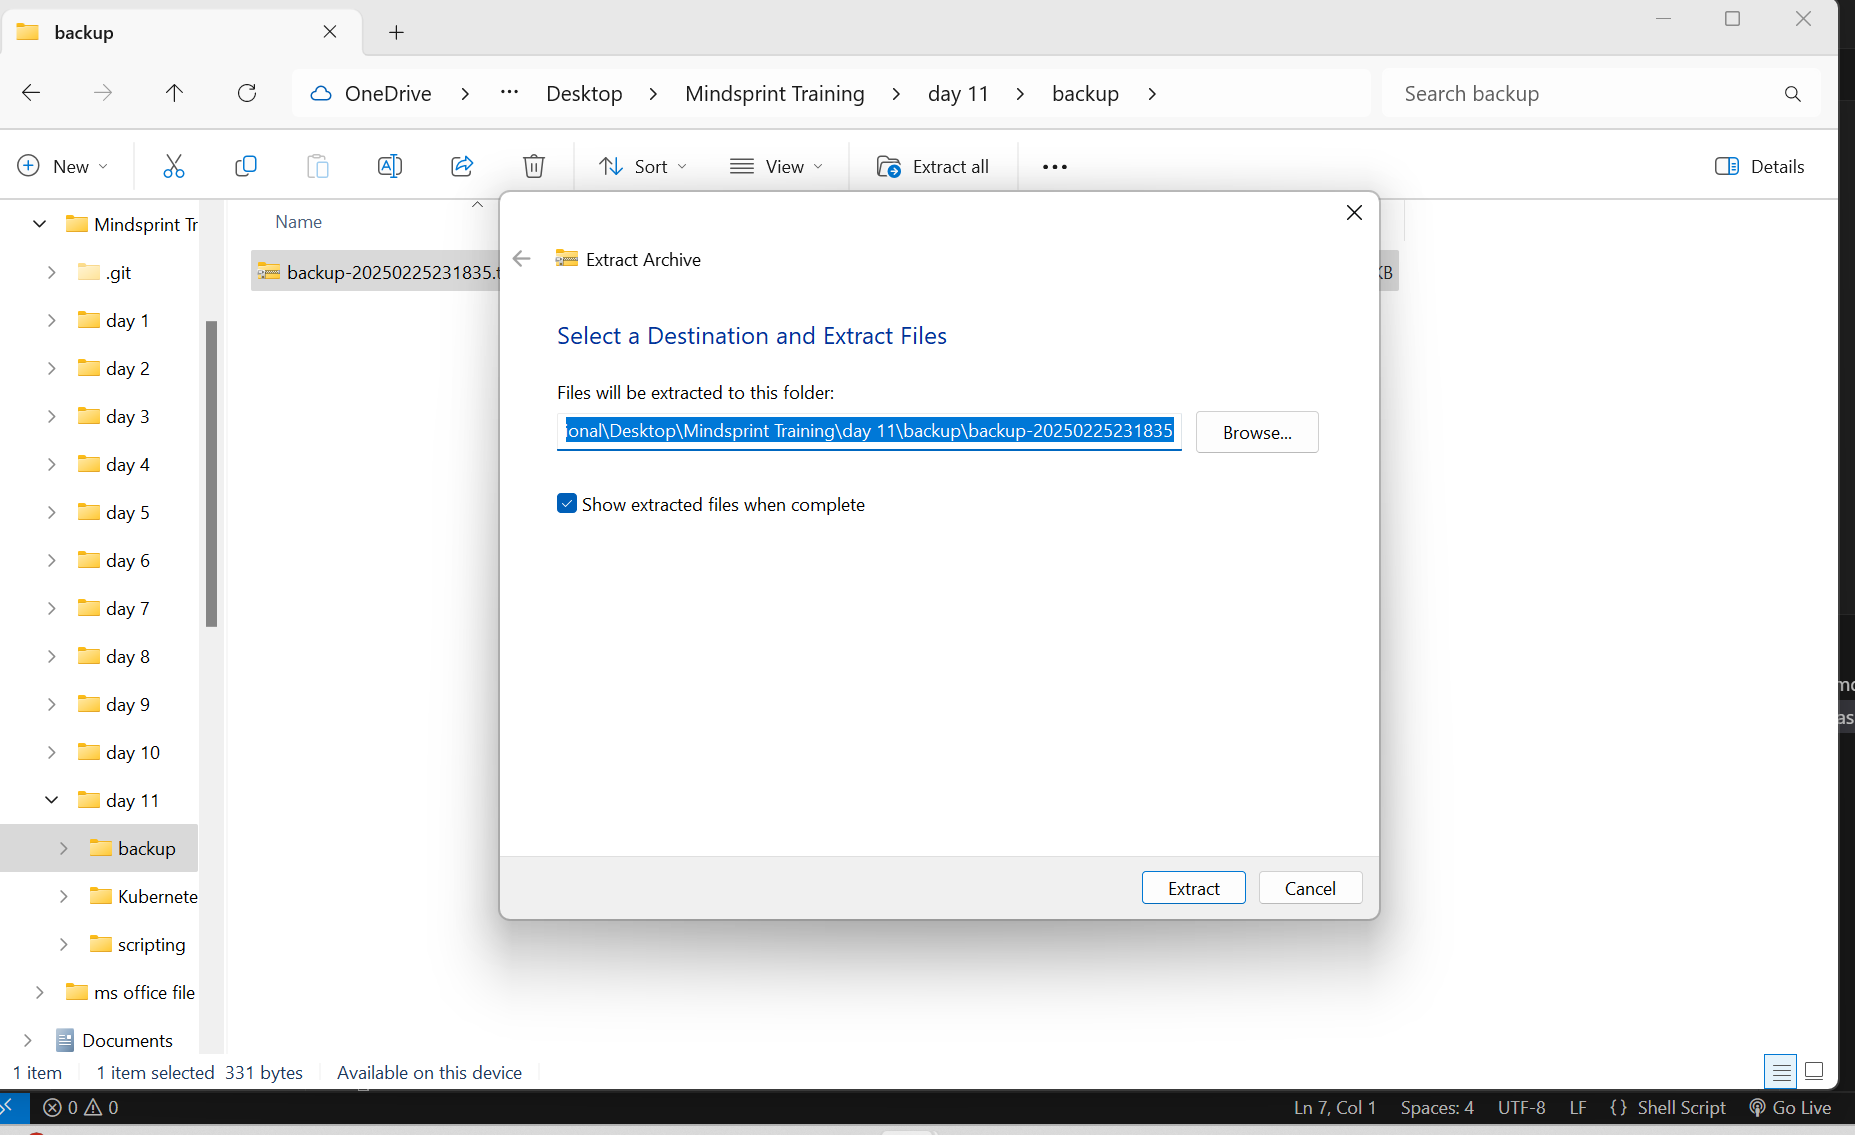 backup
OneDrive
Desktop
Mindsprint Training
day 11
backup
Search backup
New
Sort
View
Extract all
Details
Mindsprint Tr
.git
day 1
day 2
day 3
day 4
day 5
day 6
day 7
day 8
day 9
day 10
day 11
backup
Kubernete
scripting
ms office file
Documents
Name
backup-20250225231835.t
KB
Extract Archive
Select a Destination and Extract Files
Files will be extracted to this folder:
ional\Desktop\Mindsprint Training\day 11\backup\backup-20250225231835
Browse...
Show extracted files when complete
Extract
Cancel
1 item
1 item selected 331 bytes
Available on this device
0 0
Ln 7, Col 1
Spaces: 4
UTF-8
LF
{} Shell Script
Go Live